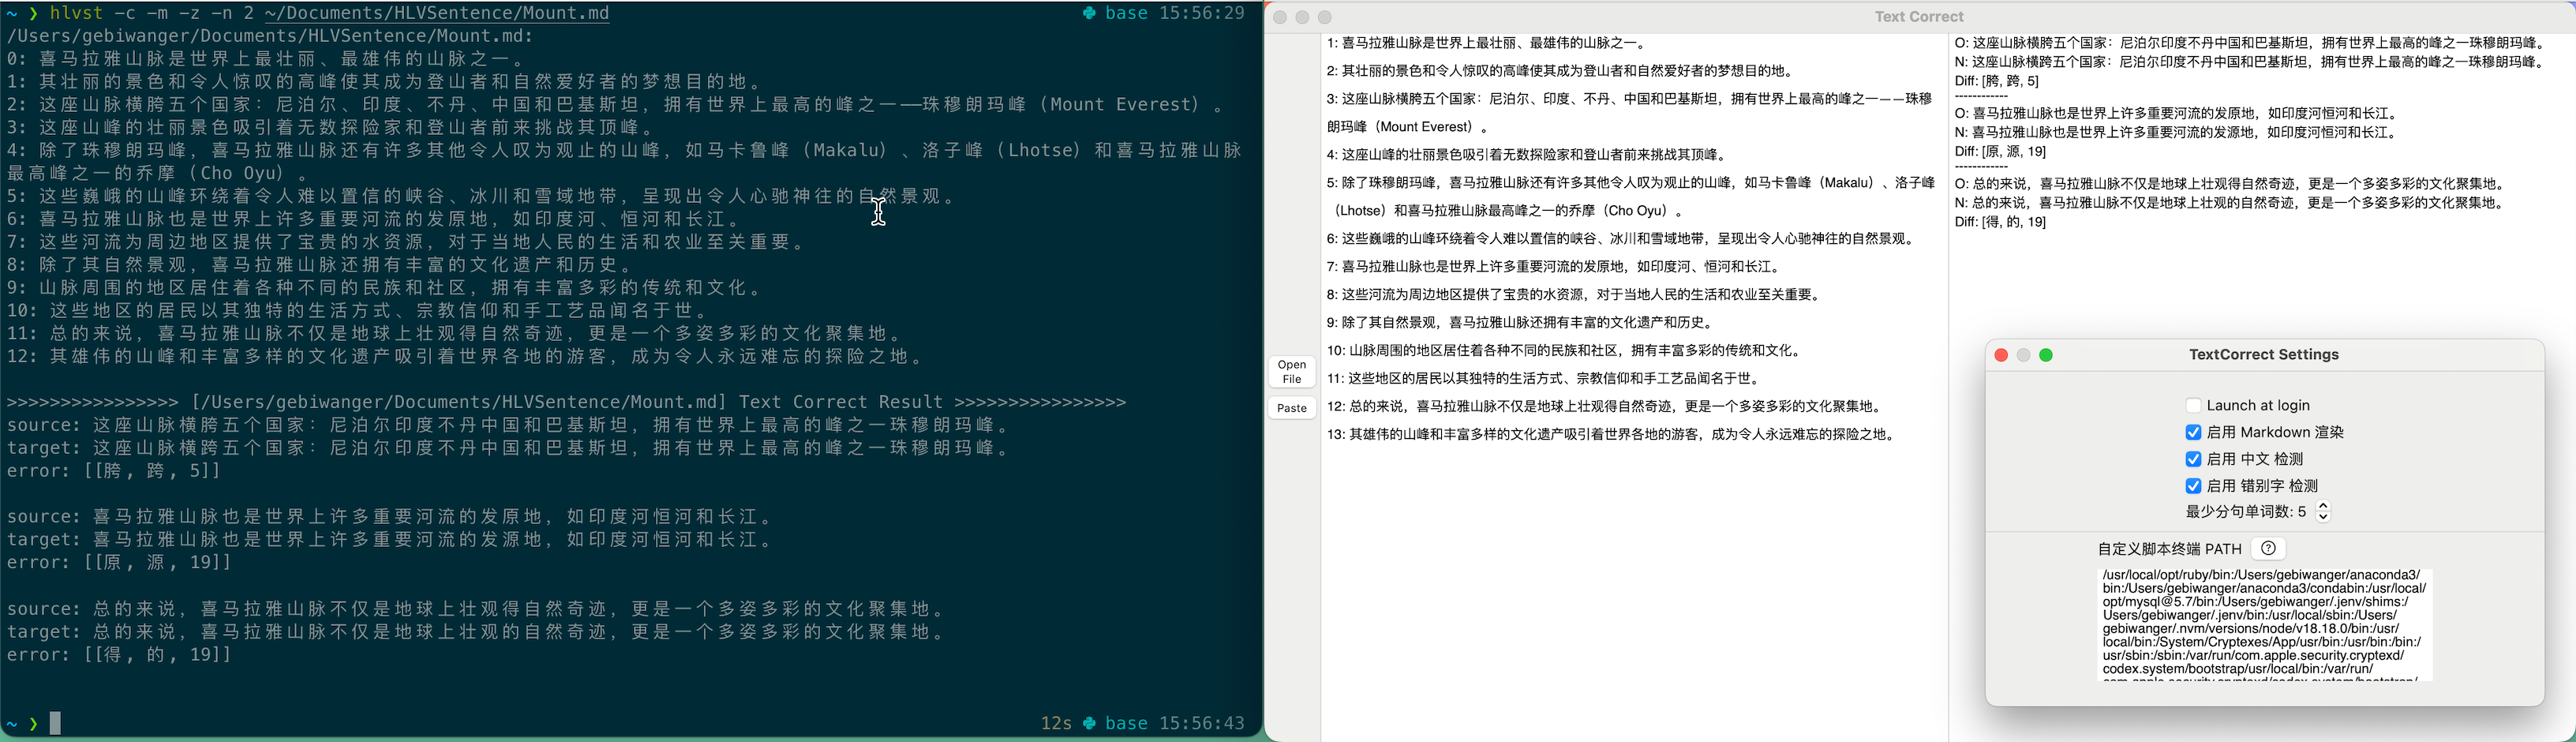 ~ ❯ hlvst -c -m -z -n 2 ~/Documents/HLVSentence/Mount.md
base 15:56:29
/Users/gebiwanger/Documents/HLVSentence/Mount.md:
0: 喜马拉雅山脉是世界上最壮丽、最雄伟的山脉之一。
1: 其壮丽的景色和令人惊叹的高峰使其成为登山者和自然爱好者的梦想目的地。
2: 这座山脉横胯五个国家：尼泊尔、印度、不丹、中国和巴基斯坦，拥有世界上最高的峰之一——珠穆朗玛峰（Mount Everest）。
3: 这座山峰的壮丽景色吸引着无数探险家和登山者前来挑战其顶峰。
4: 除了珠穆朗玛峰，喜马拉雅山脉还有许多其他令人叹为观止的山峰，如马卡鲁峰（Makalu）、洛子峰（Lhotse）和喜马拉雅山脉
最高峰之一的乔摩（Cho Oyu）。
5: 这些巍峨的山峰环绕着令人难以置信的峡谷、冰川和雪域地带，呈现出令人心驰神往的自然景观。
6: 喜马拉雅山脉也是世界上许多重要河流的发原地，如印度河、恒河和长江。
7: 这些河流为周边地区提供了宝贵的水资源，对于当地人民的生活和农业至关重要。
8: 除了其自然景观，喜马拉雅山脉还拥有丰富的文化遗产和历史。
9: 山脉周围的地区居住着各种不同的民族和社区，拥有丰富多彩的传统和文化。
10: 这些地区的居民以其独特的生活方式、宗教信仰和手工艺品闻名于世。
11: 总的来说，喜马拉雅山脉不仅是地球上壮观得自然奇迹，更是一个多姿多彩的文化聚集地。
12: 其雄伟的山峰和丰富多样的文化遗产吸引着世界各地的游客，成为令人永远难忘的探险之地。
>>>>>>>>>>>>>>>> [/Users/gebiwanger/Documents/HLVSentence/Mount.md] Text Correct Result >>>>>>>>>>>>>>>>
source: 这座山脉横胯五个国家：尼泊尔印度不丹中国和巴基斯坦，拥有世界上最高的峰之一珠穆朗玛峰。
target: 这座山脉横跨五个国家：尼泊尔印度不丹中国和巴基斯坦，拥有世界上最高的峰之一珠穆朗玛峰。
error: [[胯, 跨, 5]]
source: 喜马拉雅山脉也是世界上许多重要河流的发原地，如印度河恒河和长江。
target: 喜马拉雅山脉也是世界上许多重要河流的发源地，如印度河恒河和长江。
error: [[原, 源, 19]]
source: 总的来说，喜马拉雅山脉不仅是地球上壮观得自然奇迹，更是一个多姿多彩的文化聚集地。
target: 总的来说，喜马拉雅山脉不仅是地球上壮观的自然奇迹，更是一个多姿多彩的文化聚集地。
error: [[得, 的, 19]]
~ ❯
12s base 15:56:43
Text Correct
Open
File
Paste
1: 喜马拉雅山脉是世界上最壮丽、最雄伟的山脉之一。
2: 其壮丽的景色和令人惊叹的高峰使其成为登山者和自然爱好者的梦想目的地。
3: 这座山脉横胯五个国家：尼泊尔、印度、不丹、中国和巴基斯坦，拥有世界上最高的峰之一——珠穆
朗玛峰（Mount Everest）。
4: 这座山峰的壮丽景色吸引着无数探险家和登山者前来挑战其顶峰。
5: 除了珠穆朗玛峰，喜马拉雅山脉还有许多其他令人叹为观止的山峰，如马卡鲁峰（Makalu）、洛子峰
（Lhotse）和喜马拉雅山脉最高峰之一的乔摩（Cho Oyu）。
6: 这些巍峨的山峰环绕着令人难以置信的峡谷、冰川和雪域地带，呈现出令人心驰神往的自然景观。
7: 喜马拉雅山脉也是世界上许多重要河流的发原地，如印度河、恒河和长江。
8: 这些河流为周边地区提供了宝贵的水资源，对于当地人民的生活和农业至关重要。
9: 除了其自然景观，喜马拉雅山脉还拥有丰富的文化遗产和历史。
10: 山脉周围的地区居住着各种不同的民族和社区，拥有丰富多彩的传统和文化。
11: 这些地区的居民以其独特的生活方式、宗教信仰和手工艺品闻名于世。
12: 总的来说，喜马拉雅山脉不仅是地球上壮观得自然奇迹，更是一个多姿多彩的文化聚集地。
13: 其雄伟的山峰和丰富多样的文化遗产吸引着世界各地的游客，成为令人永远难忘的探险之地。
O: 这座山脉横胯五个国家：尼泊尔印度不丹中国和巴基斯坦，拥有世界上最高的峰之一珠穆朗玛峰。
N: 这座山脉横跨五个国家：尼泊尔印度不丹中国和巴基斯坦，拥有世界上最高的峰之一珠穆朗玛峰。
Diff: [胯, 跨, 5]
------------
O: 喜马拉雅山脉也是世界上许多重要河流的发原地，如印度河恒河和长江。
N: 喜马拉雅山脉也是世界上许多重要河流的发源地，如印度河恒河和长江。
Diff: [原, 源, 19]
------------
O: 总的来说，喜马拉雅山脉不仅是地球上壮观得自然奇迹，更是一个多姿多彩的文化聚集地。
N: 总的来说，喜马拉雅山脉不仅是地球上壮观的自然奇迹，更是一个多姿多彩的文化聚集地。
Diff: [得, 的, 19]
TextCorrect Settings
Launch at login
启用 Markdown 渲染
启用 中文 检测
启用 错别字 检测
最少分句单词数: 5
自定义脚本终端 PATH ?
/usr/local/opt/ruby/bin:/Users/gebiwanger/anaconda3/
bin:/Users/gebiwanger/anaconda3/condabin:/usr/local/
opt/mysql@5.7/bin:/Users/gebiwanger/.jenv/shims:/
Users/gebiwanger/.jenv/bin:/usr/local/sbin:/Users/
gebiwanger/.nvm/versions/node/v18.18.0/bin:/usr/
local/bin:/System/Cryptexes/App/usr/bin:/usr/bin:/bin:/
usr/sbin:/sbin:/var/run/com.apple.security.cryptexd/
codex.system/bootstrap/usr/local/bin:/var/run/